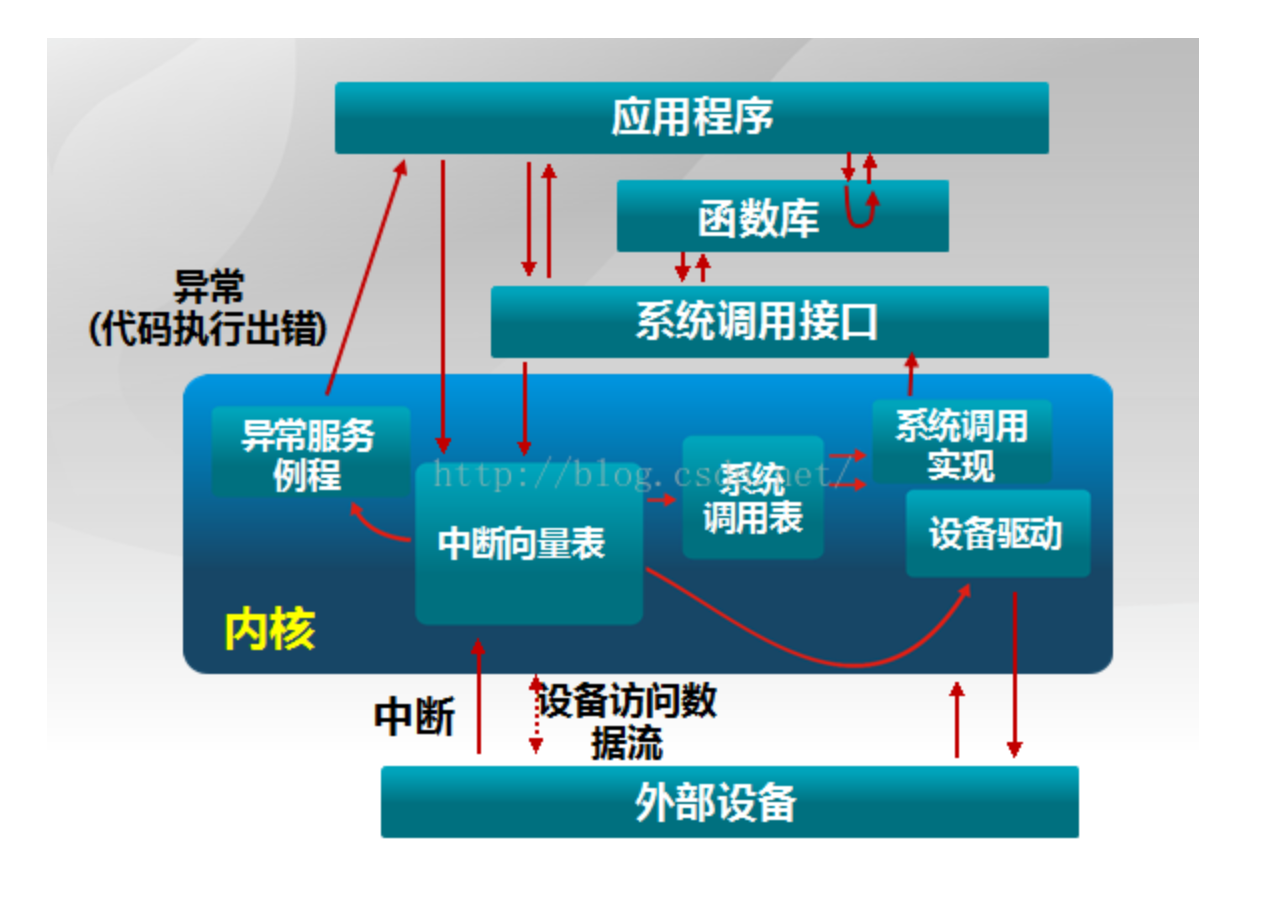 应用程序
函数库
异常
(代码执行出错)
系统调用接口
异常服务
例程
系统调用
实现
http://blog.csdn.net/
系统
调用表
中断向量表
设备驱动
内核
中断
设备访问数
据流
外部设备